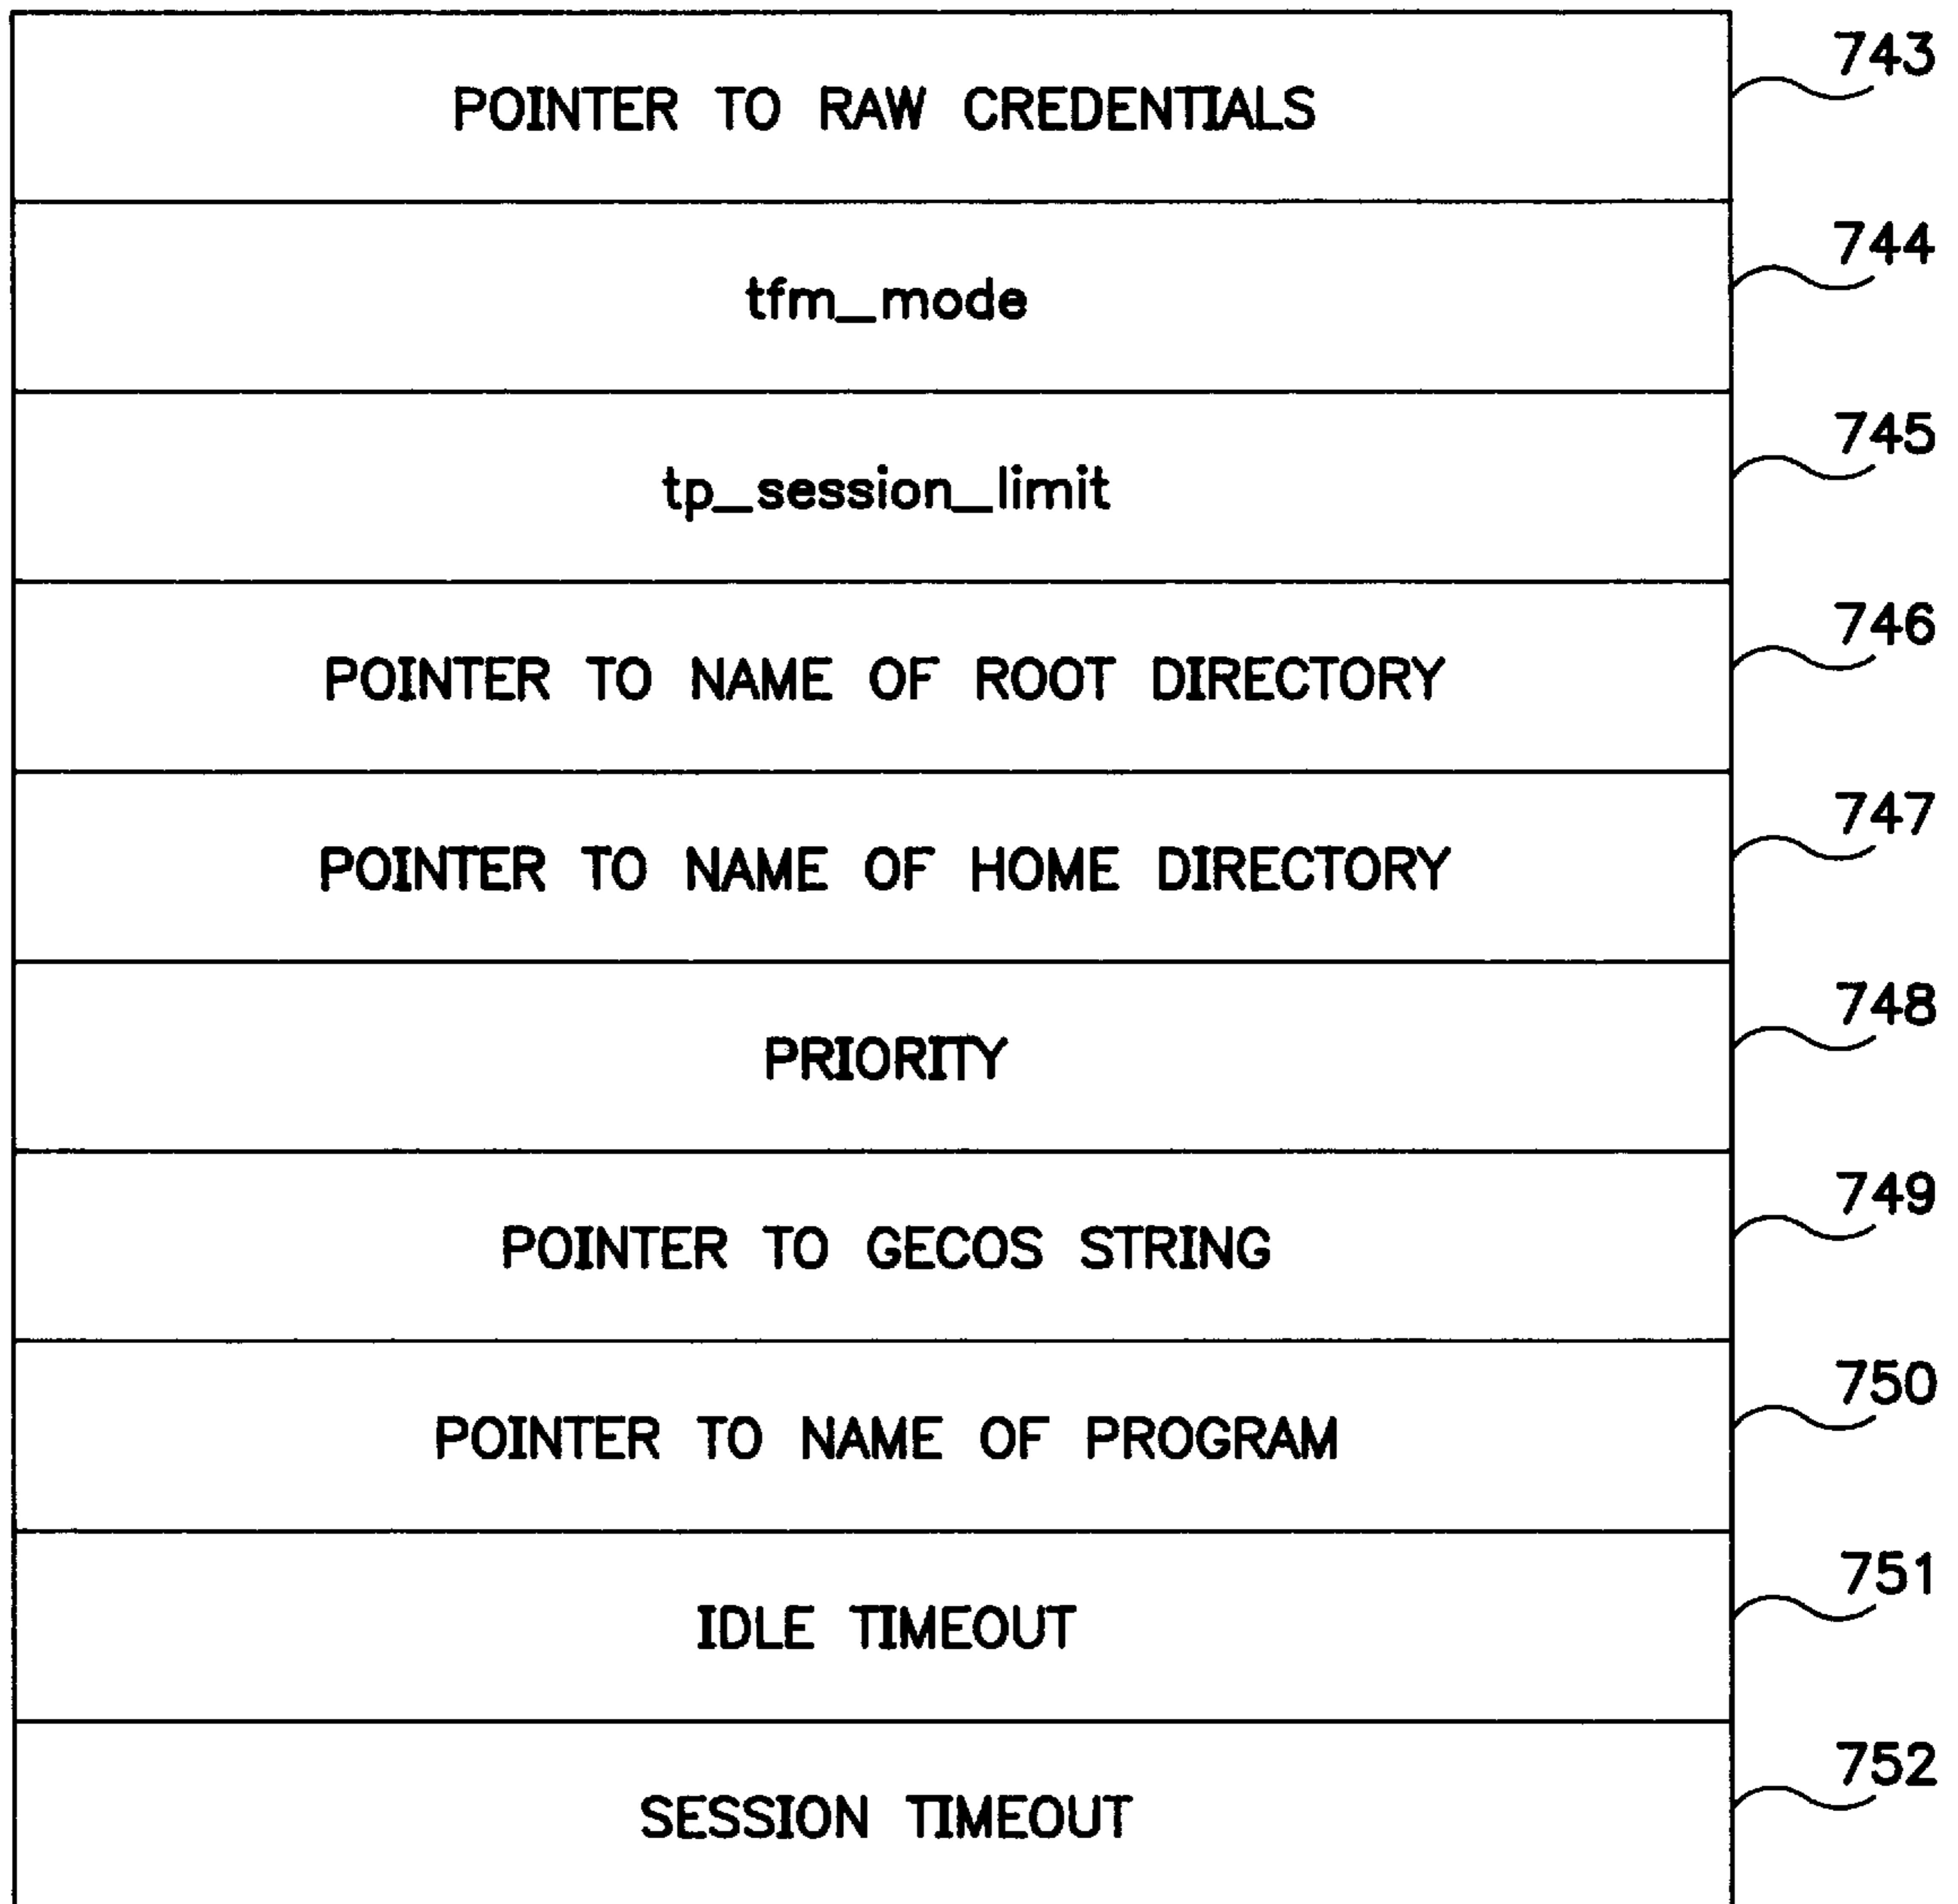 POINTER TO RAW CREDENTIALS 743
tfm_mode 744
tp_session_limit 745
POINTER TO NAME OF ROOT DIRECTORY 746
POINTER TO NAME OF HOME DIRECTORY 747
PRIORITY 748
POINTER TO GECOS STRING 749
POINTER TO NAME OF PROGRAM 750
IDLE TIMEOUT 751
SESSION TIMEOUT 752